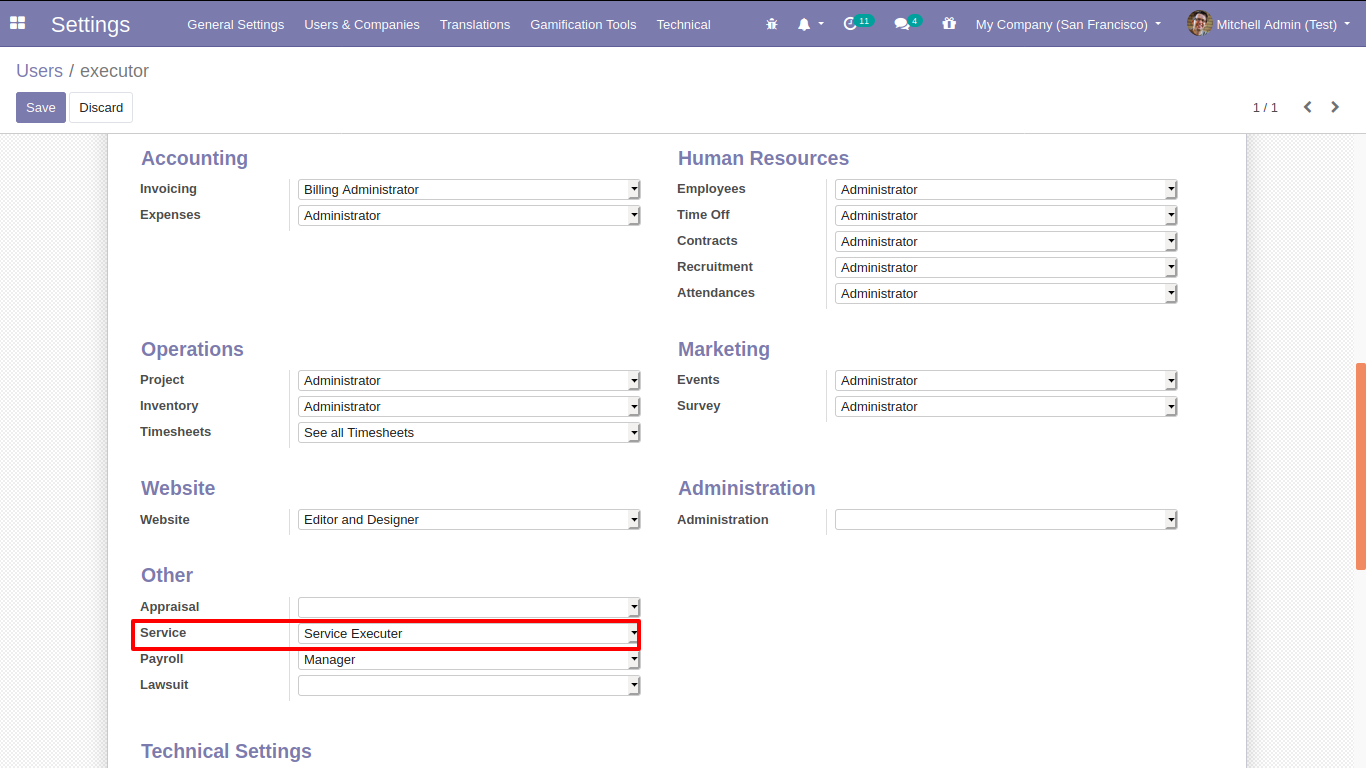 Settings
General Settings
Users & Companies
Translations
Gamification Tools
Technical
11
4
My Company (San Francisco)
Mitchell Admin (Test)
Users / executor
Save
Discard
1 / 1
Accounting
Invoicing Billing Administrator
Expenses Administrator
Human Resources
Employees Administrator
Time Off Administrator
Contracts Administrator
Recruitment Administrator
Attendances Administrator
Operations
Project Administrator
Inventory Administrator
Timesheets See all Timesheets
Marketing
Events Administrator
Survey Administrator
Website
Website Editor and Designer
Administration
Administration
Other
Appraisal
Service Service Executer
Payroll Manager
Lawsuit
Technical Settings